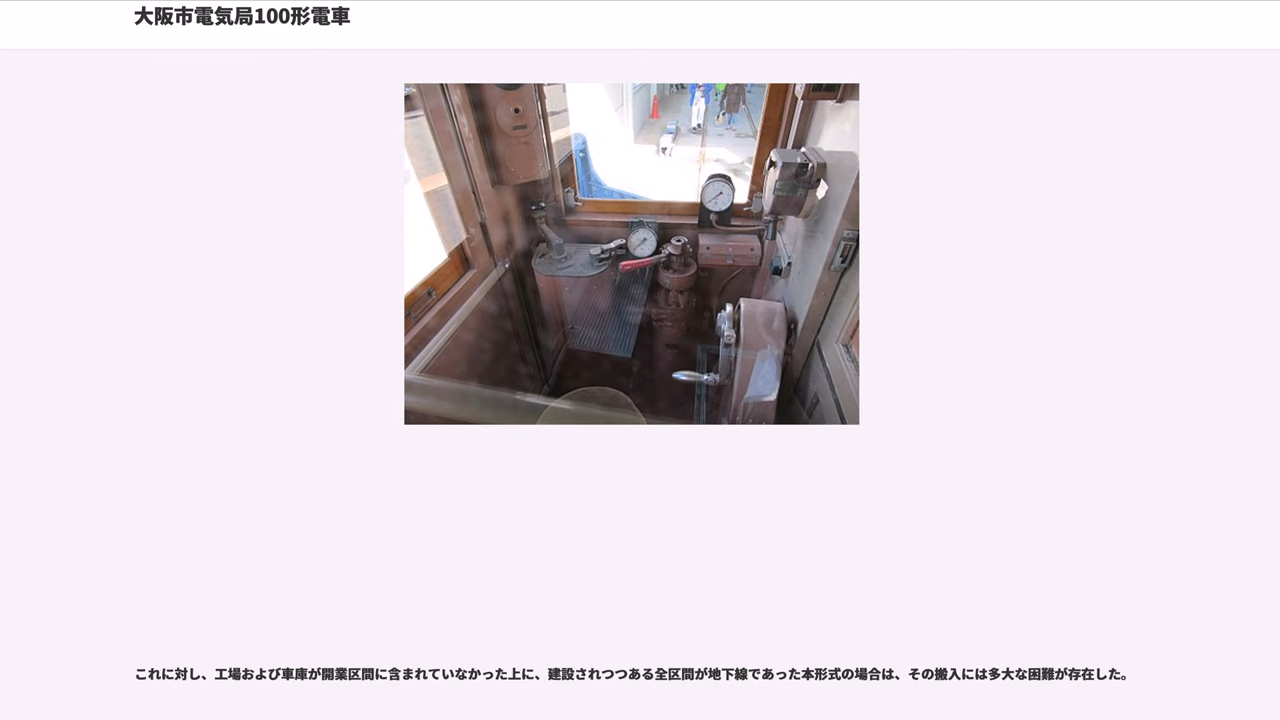 大阪市電気局100形電車
これに対し、工場および車庫が開業区間に含まれていなかった上に、建設されつつある全区間が地下線であった本形式の場合は、その搬入には多大な困難が存在した。